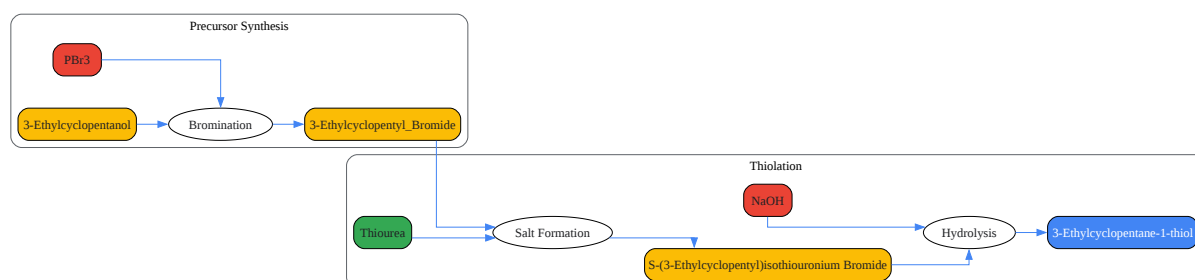 Precursor Synthesis
PBr3
3-Ethylcyclopentanol
Bromination
3-Ethylcyclopentyl_Bromide
Thiolation
NaOH
Thiourea
Salt Formation
Hydrolysis
3-Ethylcyclopentane-1-thiol
S-(3-Ethylcyclopentyl)isothiouronium Bromide